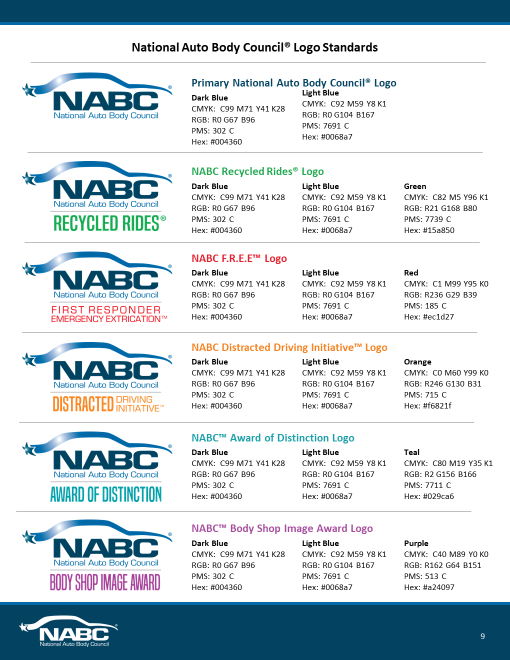 National Auto Body Council® Logo Standards
NABC
National Auto Body Council
Primary National Auto Body Council® Logo
Dark Blue
CMYK: C99 M71 Y41 K28
RGB: R0 G67 B96
PMS: 302 C
Hex: #004360
Light Blue
CMYK: C92 M59 Y8 K1
RGB: R0 G104 B167
PMS: 7691 C
Hex: #0068a7
NABC
National Auto Body Council
RECYCLED RIDES®
NABC Recycled Rides® Logo
Dark Blue
CMYK: C99 M71 Y41 K28
RGB: R0 G67 B96
PMS: 302 C
Hex: #004360
Light Blue
CMYK: C92 M59 Y8 K1
RGB: R0 G104 B167
PMS: 7691 C
Hex: #0068a7
Green
CMYK: C82 M5 Y96 K1
RGB: R21 G168 B80
PMS: 7739 C
Hex: #15a850
NABC
National Auto Body Council
FIRST RESPONDER
EMERGENCY EXTRICATION™
NABC F.R.E.E™ Logo
Dark Blue
CMYK: C99 M71 Y41 K28
RGB: R0 G67 B96
PMS: 302 C
Hex: #004360
Light Blue
CMYK: C92 M59 Y8 K1
RGB: R0 G104 B167
PMS: 7691 C
Hex: #0068a7
Red
CMYK: C1 M99 Y95 K0
RGB: R236 G29 B39
PMS: 185 C
Hex: #ec1d27
NABC
National Auto Body Council
DISTRACTED DRIVING
INITIATIVE™
NABC Distracted Driving Initiative™ Logo
Dark Blue
CMYK: C99 M71 Y41 K28
RGB: R0 G67 B96
PMS: 302 C
Hex: #004360
Light Blue
CMYK: C92 M59 Y8 K1
RGB: R0 G104 B167
PMS: 7691 C
Hex: #0068a7
Orange
CMYK: C0 M60 Y99 K0
RGB: R246 G130 B31
PMS: 715 C
Hex: #f6821f
NABC
National Auto Body Council
AWARD OF DISTINCTION
NABC™ Award of Distinction Logo
Dark Blue
CMYK: C99 M71 Y41 K28
RGB: R0 G67 B96
PMS: 302 C
Hex: #004360
Light Blue
CMYK: C92 M59 Y8 K1
RGB: R0 G104 B167
PMS: 7691 C
Hex: #0068a7
Teal
CMYK: C80 M19 Y35 K1
RGB: R2 G156 B166
PMS: 7711 C
Hex: #029ca6
NABC
National Auto Body Council
BODY SHOP IMAGE AWARD
NABC™ Body Shop Image Award Logo
Dark Blue
CMYK: C99 M71 Y41 K28
RGB: R0 G67 B96
PMS: 302 C
Hex: #004360
Light Blue
CMYK: C92 M59 Y8 K1
RGB: R0 G104 B167
PMS: 7691 C
Hex: #0068a7
Purple
CMYK: C40 M89 Y0 K0
RGB: R162 G64 B151
PMS: 513 C
Hex: #a24097
NABC
National Auto Body Council
9